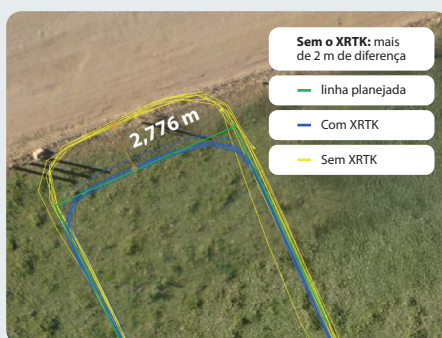 Sem o XRTK: mais
de 2 m de diferença
linha planejada
Com XRTK
Sem XRTK
2,776 m